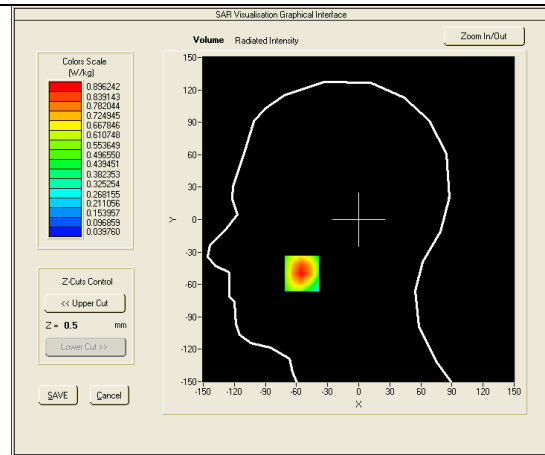 SAR Visualisation Graphical Interface
Volume Radiated Intensity
Zoom In/Out
Colors Scale
(W/kg)
0.896242
0.839143
0.782044
0.724945
0.667846
0.610748
0.553649
0.496550
0.439451
0.382353
0.325254
0.268155
0.211056
0.153957
0.096859
0.039760
Z-Cuts Control
<< Upper Cut
Z = 0.5 mm
Lower Cut >>
SAVE
Cancel
150
120
90
60
30
0
-30
-60
-90
-120
-150
Y
-150 -120 -90 -60 -30 0 30 60 90 120 150
X